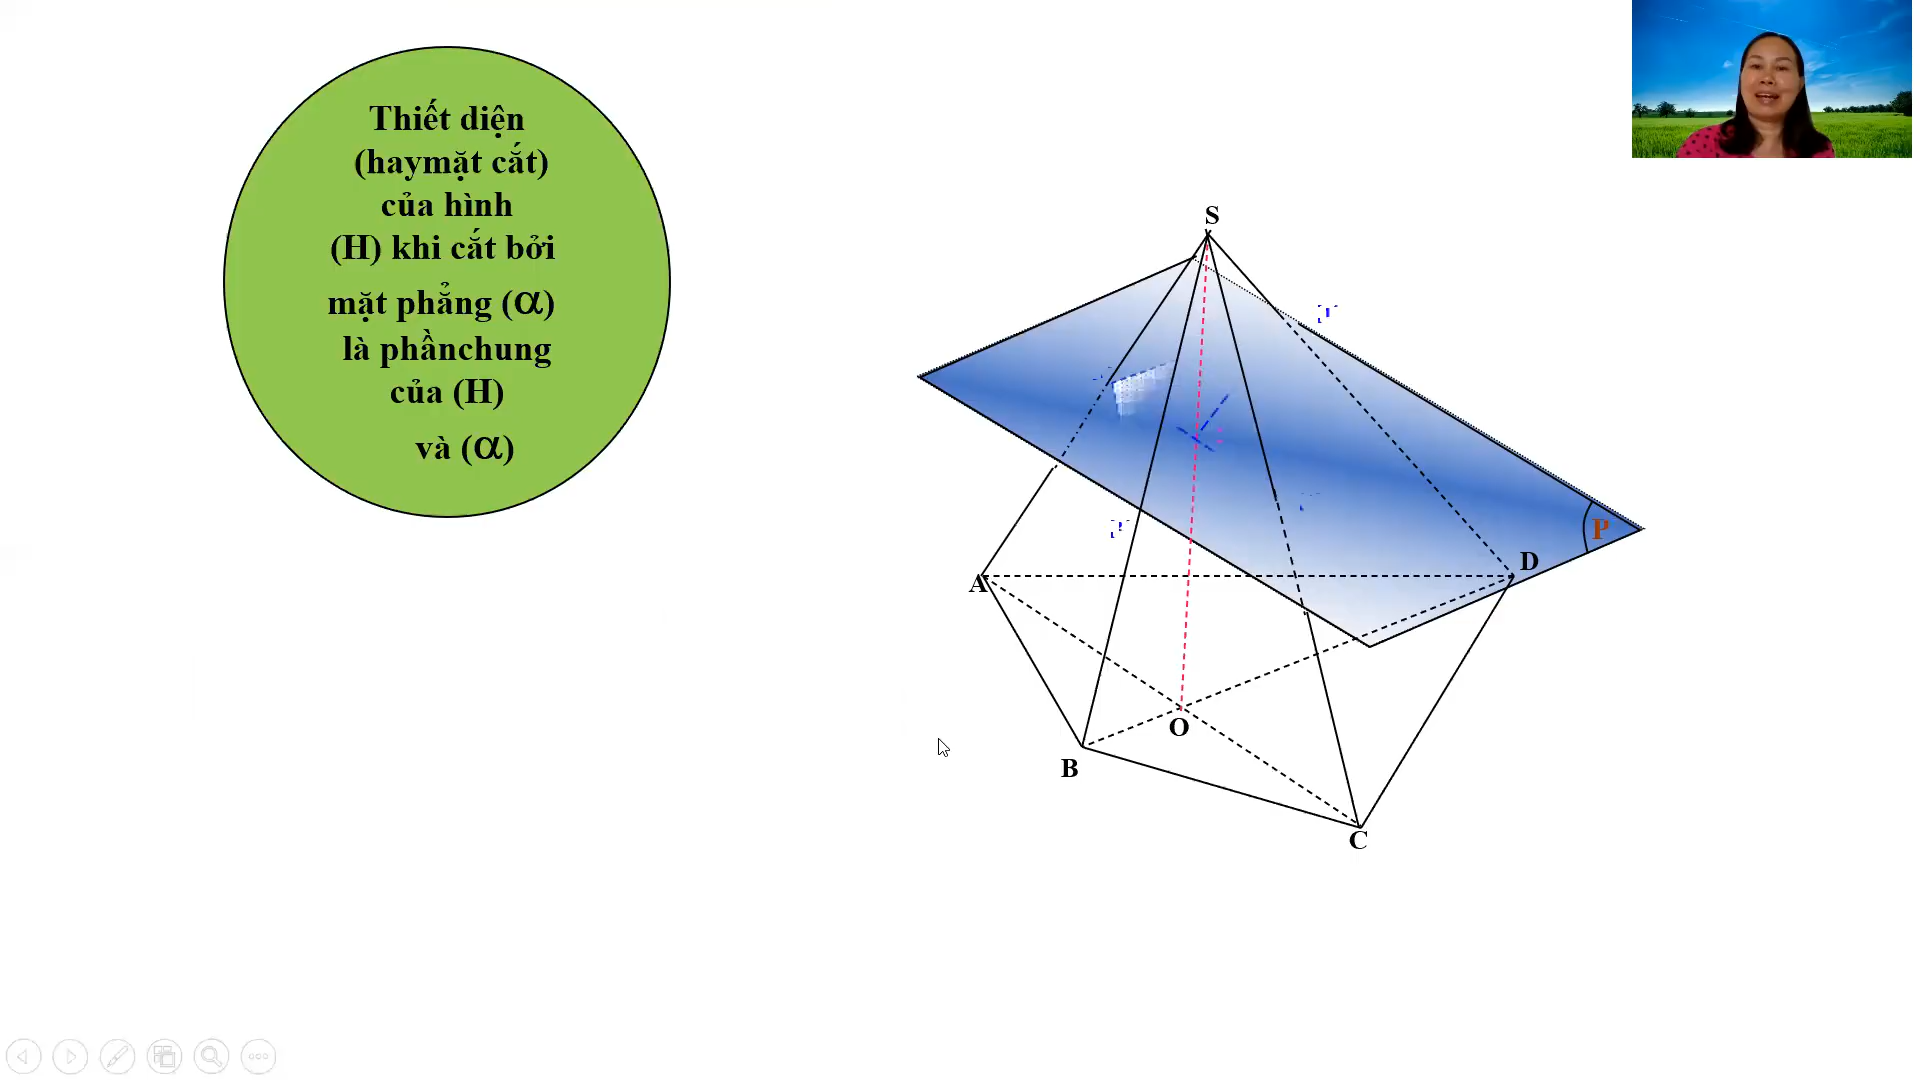 Thiết diện
(haymặt cắt)
của hình
(H) khi cắt bởi
mặt phẳng (α)
là phầnchung
của (H)
và (α)
S
P
D
A
O
B
C